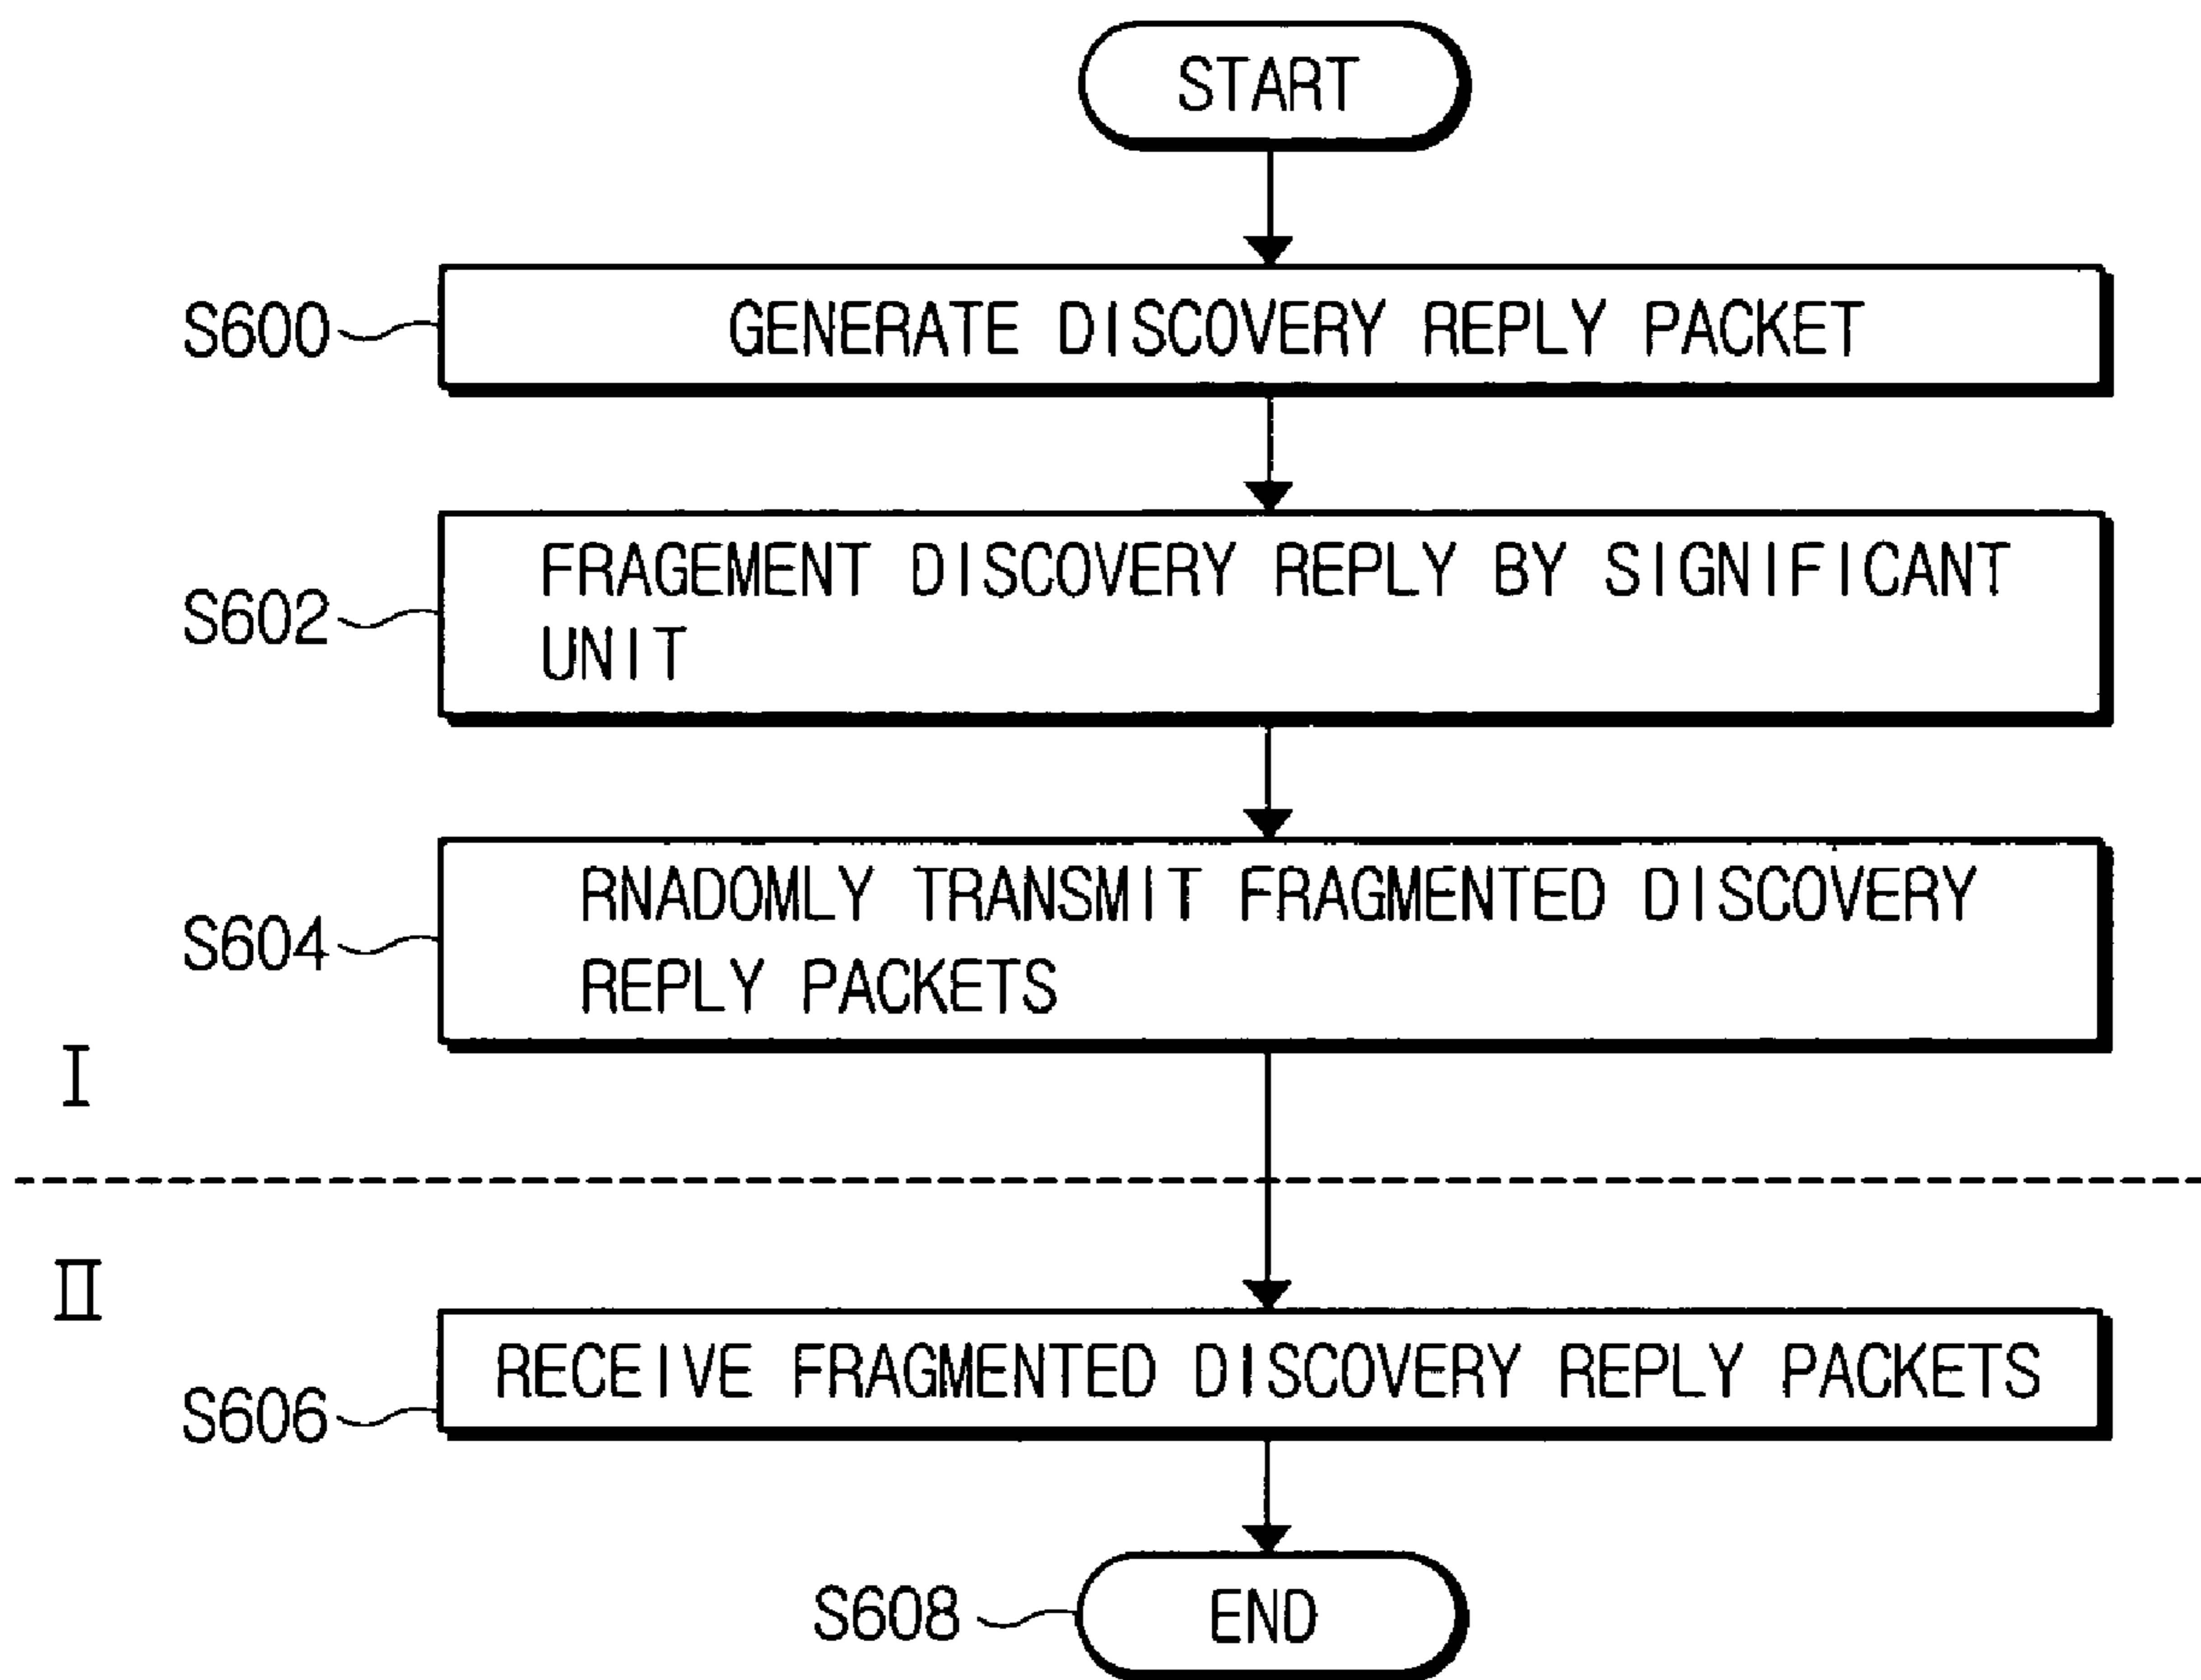 START
S600
GENERATE DISCOVERY REPLY PACKET
S602
FRAGEMENT DISCOVERY REPLY BY SIGNIFICANT
UNIT
S604
RNADOMLY TRANSMIT FRAGMENTED DISCOVERY
REPLY PACKETS
I
II
S606
RECEIVE FRAGMENTED DISCOVERY REPLY PACKETS
S608
END